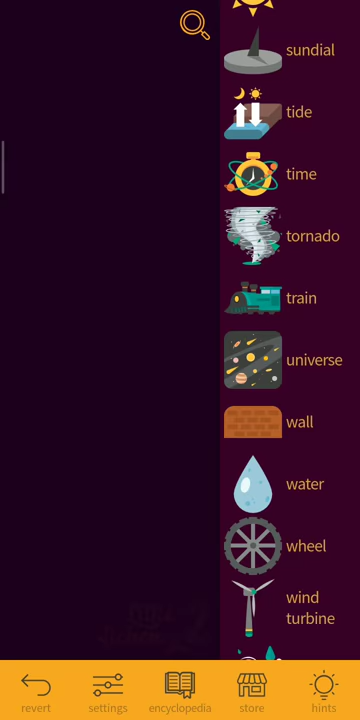 sundial
tide
time
tornado
train
universe
wall
water
wheel
wind
turbine
revert
settings
encyclopedia
store
hints